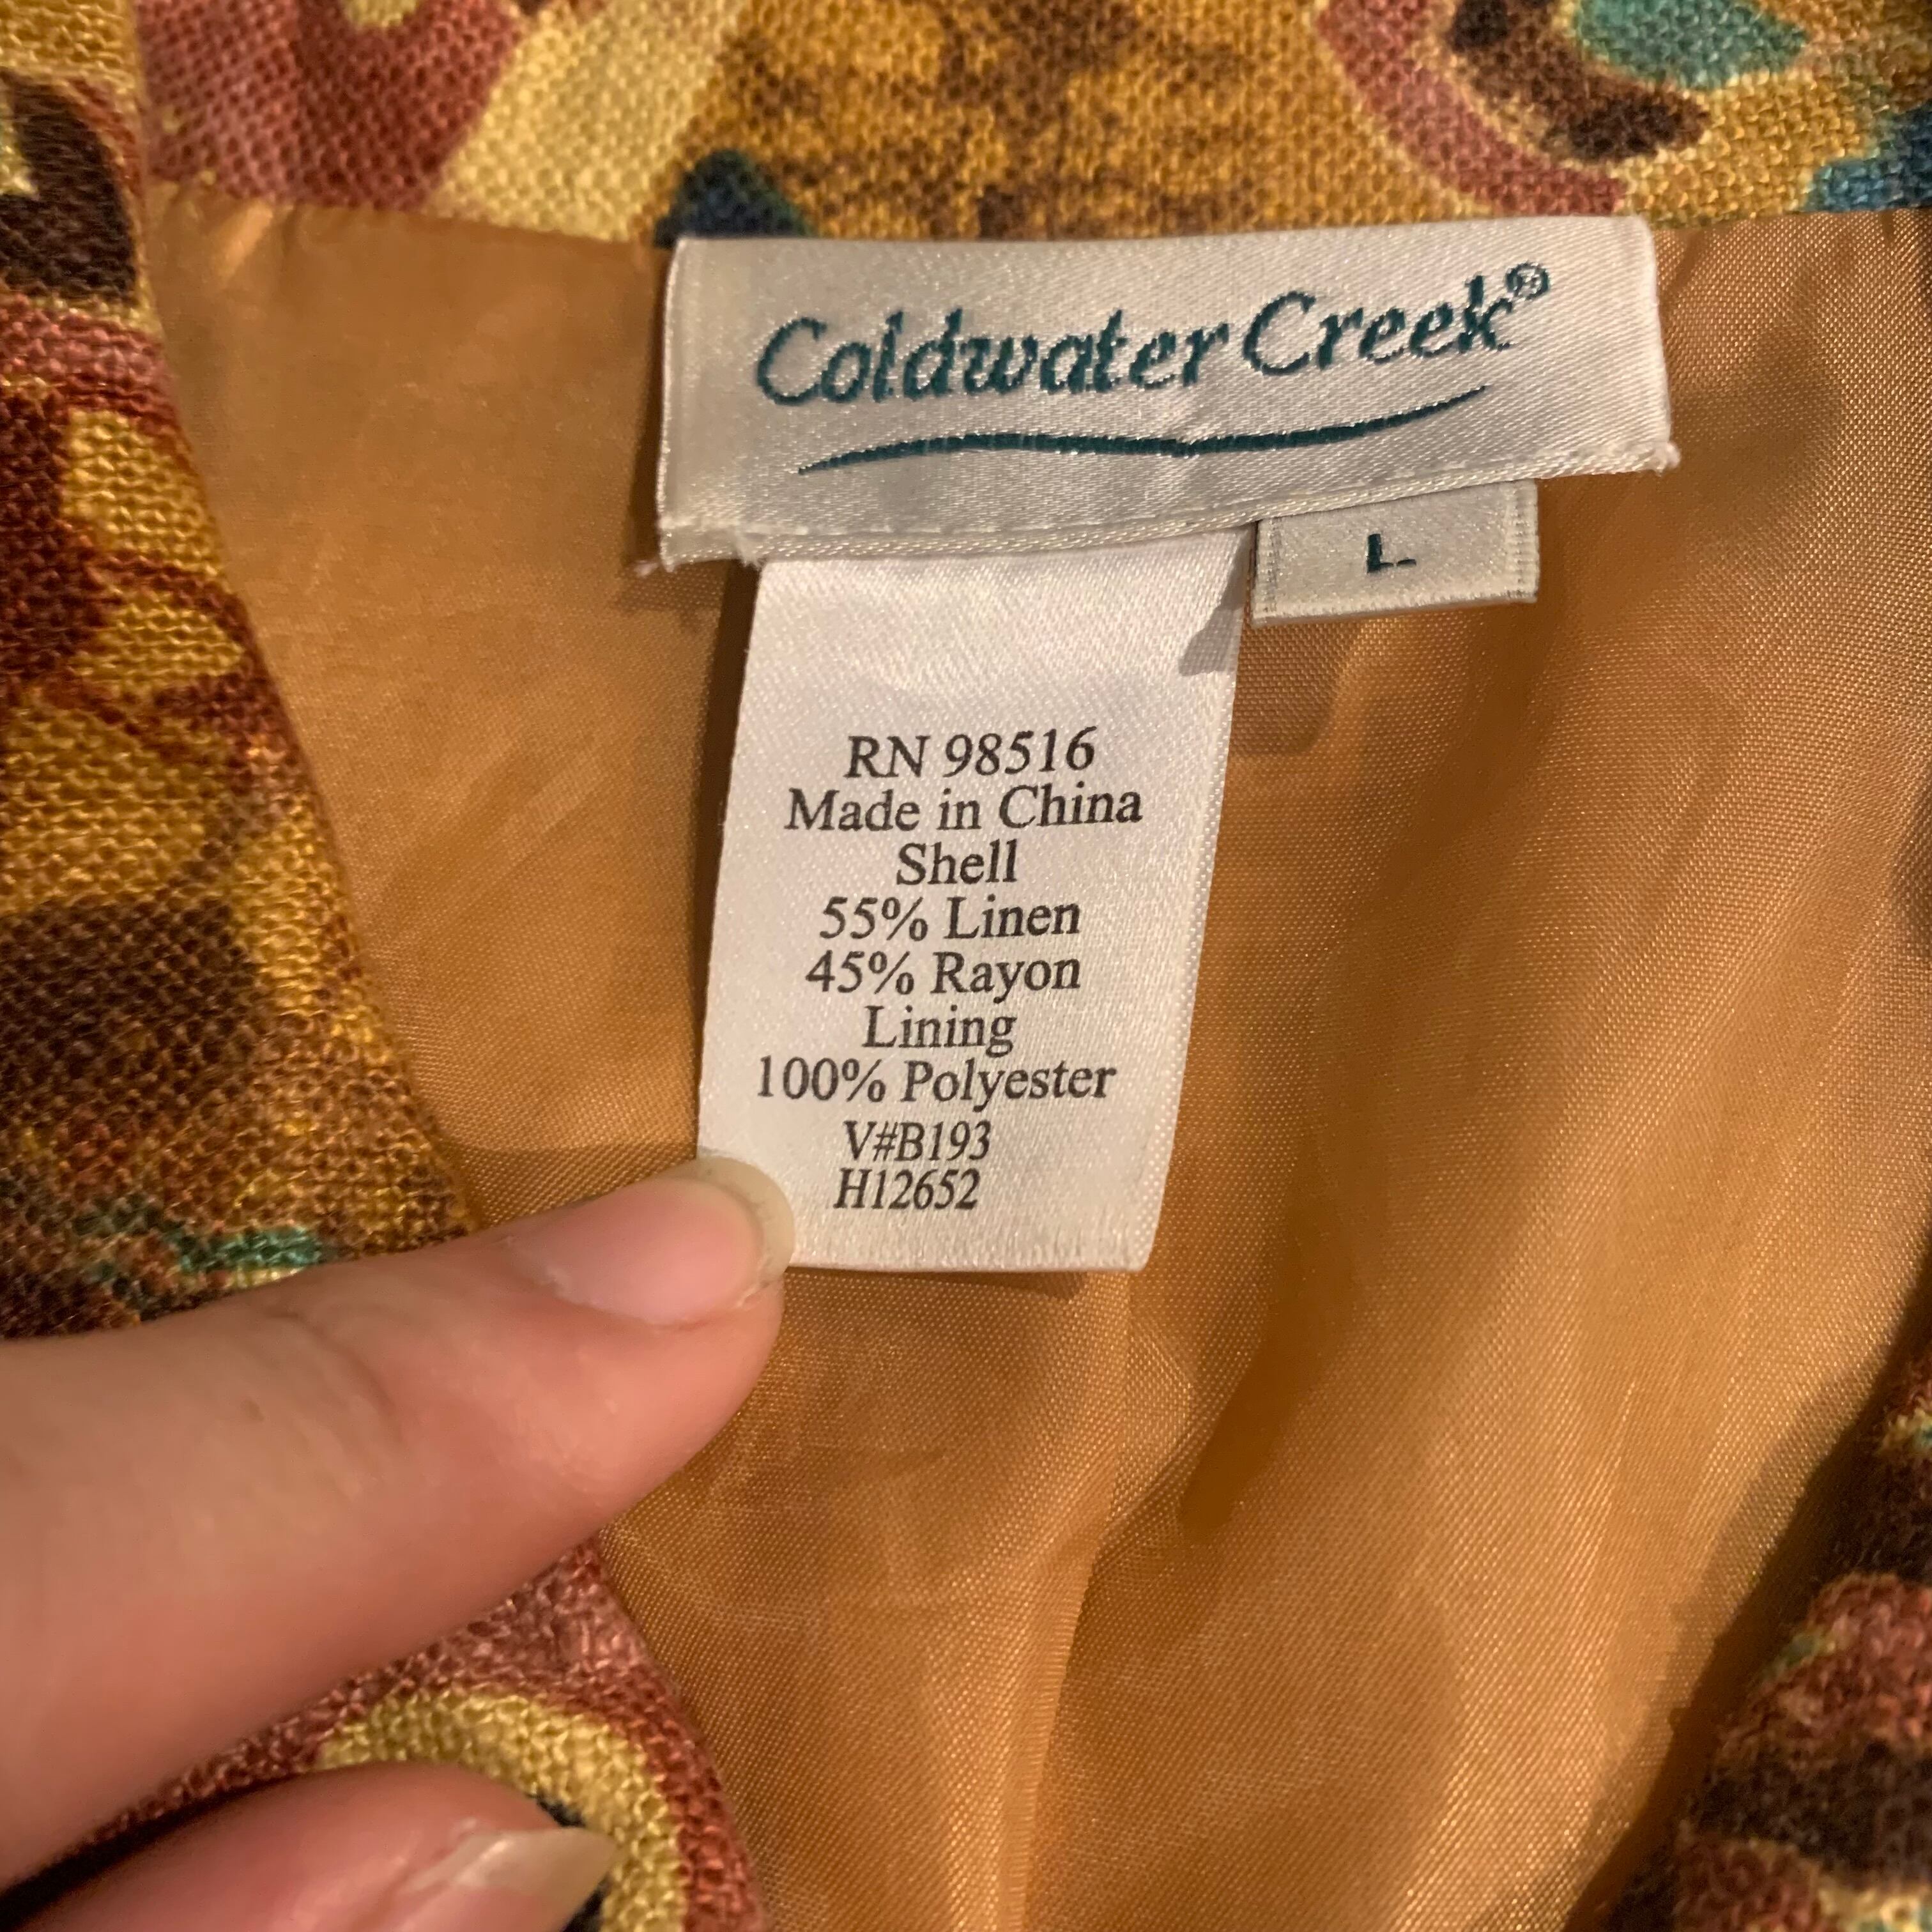 Coldwater Creek®
L
RN 98516
Made in China
Shell
55% Linen
45% Rayon
Lining
100% Polyester
V#B193
H12652